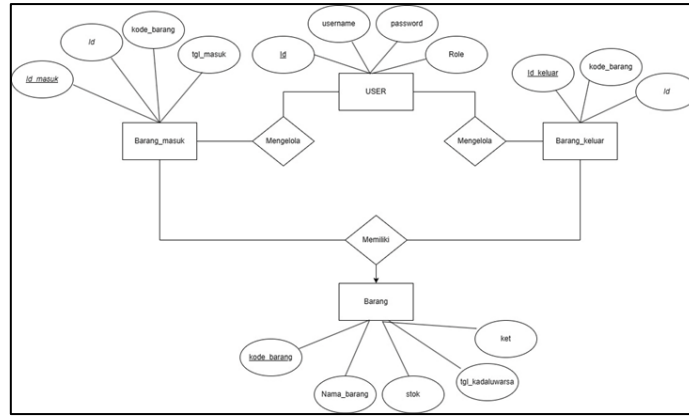 kode_barang
username
password
Id
tgl_masuk
Id
Role
Id_masuk
Id_keluar
kode_barang
Id
USER
Barang_masuk
Mengelola
Mengelola
Barang_keluar
Memiliki
Barang
kode_barang
ket
Nama_barang
stok
tgl_kadaluwarsa